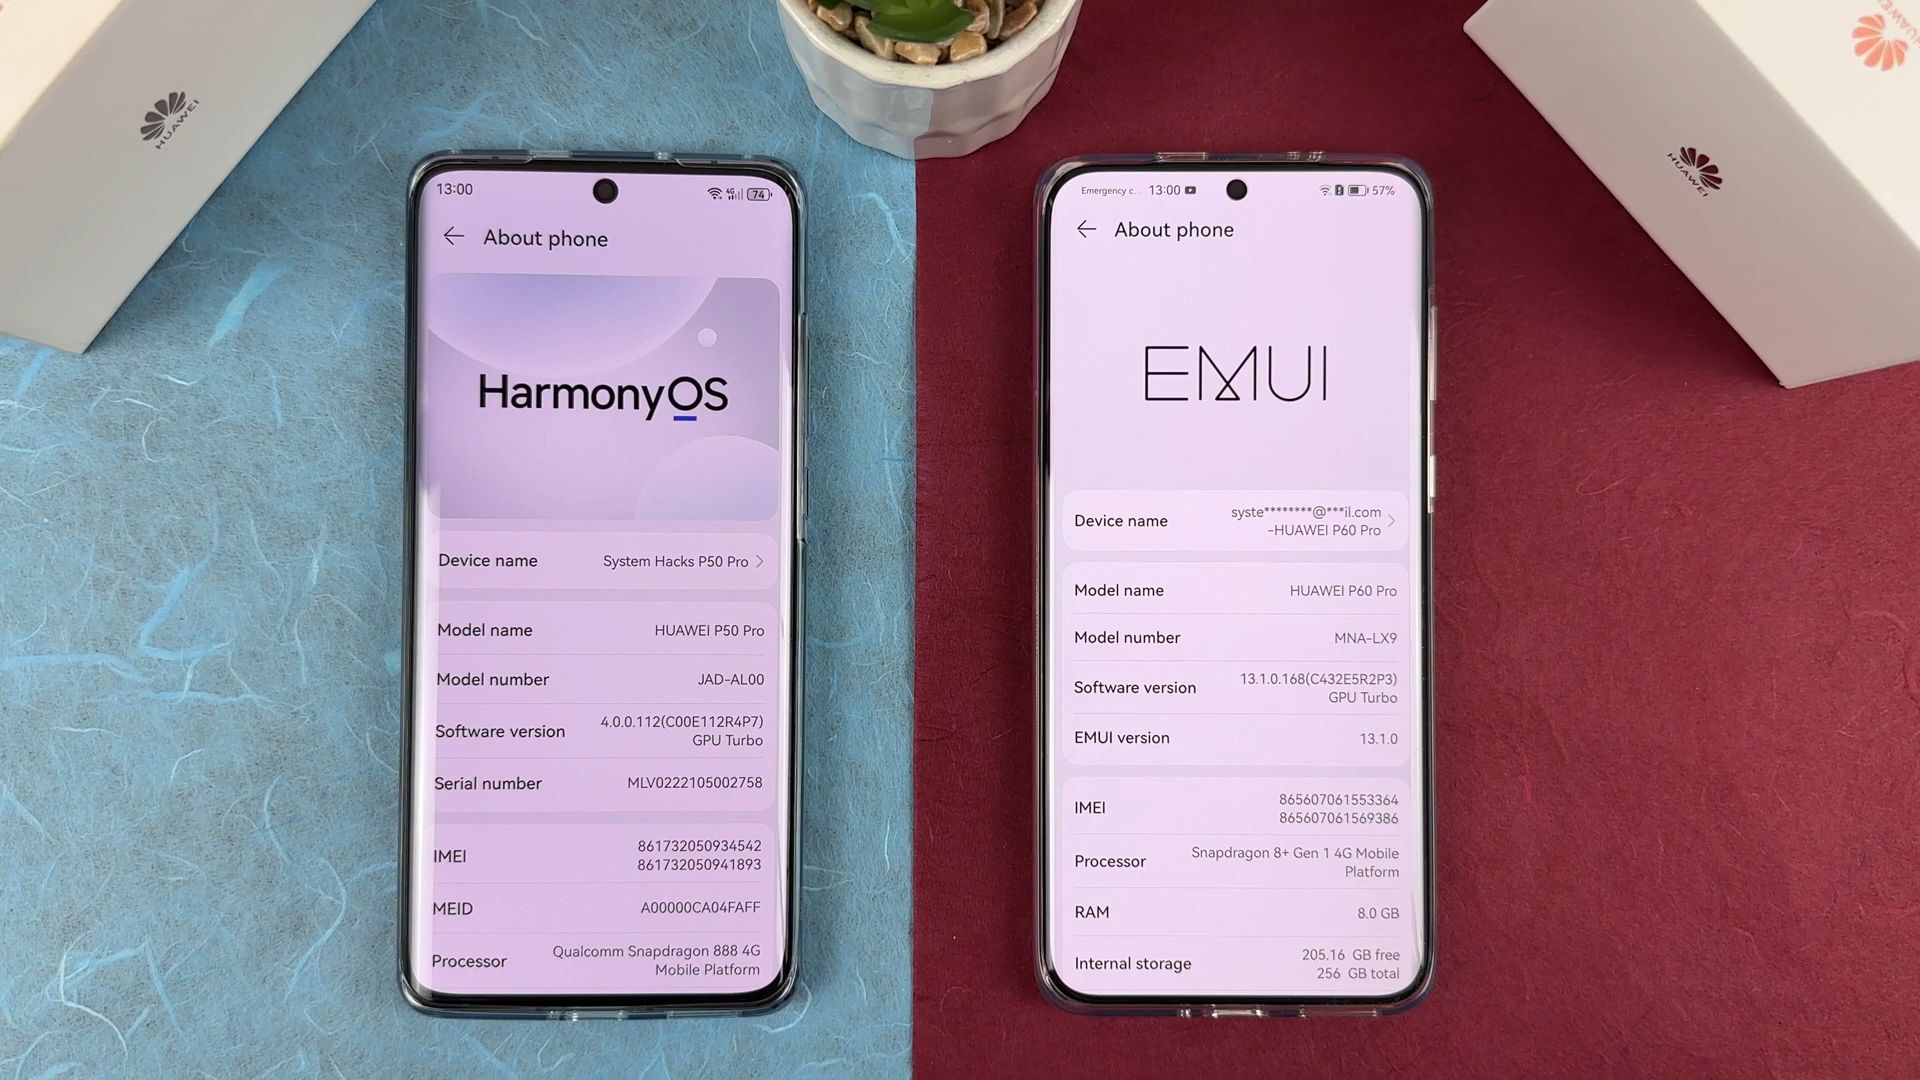 HUAWEI
HUAWEI
HUAWEI
13:00
4G
74
About phone
HarmonyOS
Device name
System Hacks P50 Pro
Model name
HUAWEI P50 Pro
Model number
JAD-AL00
Software version
4.0.0.112(C00E112R4P7)
GPU Turbo
Serial number
MLV0222105002758
IMEI
861732050934542
861732050941893
MEID
A00000CA04FAFF
Processor
Qualcomm Snapdragon 888 4G
Mobile Platform
Emergency c... 13:00
57%
About phone
EMUI
Device name
syste********@***il.com
-HUAWEI P60 Pro
Model name
HUAWEI P60 Pro
Model number
MNA-LX9
Software version
13.1.0.168(C432E5R2P3)
GPU Turbo
EMUI version
13.1.0
IMEI
865607061553364
865607061569386
Processor
Snapdragon 8+ Gen 1 4G Mobile
Platform
RAM
8.0 GB
Internal storage
205.16 GB free
256 GB total